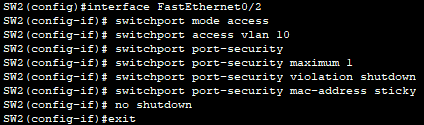 SW2(config)#interface FastEthernet0/2
SW2(config-if)# switchport mode access
SW2(config-if)# switchport access vlan 10
SW2(config-if)# switchport port-security
SW2(config-if)# switchport port-security maximum 1
SW2(config-if)# switchport port-security violation shutdown
SW2(config-if)# switchport port-security mac-address sticky
SW2(config-if)# no shutdown
SW2(config-if)#exit